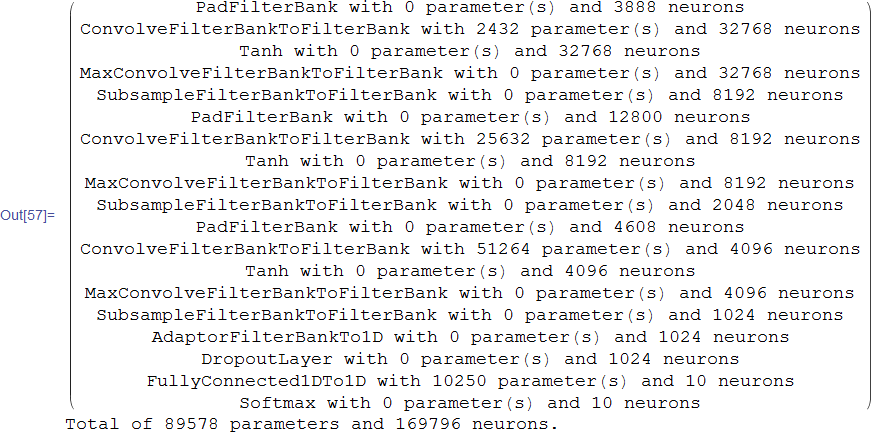 PadFilterBank with 0 parameter(s) and 3888 neurons
ConvolveFilterBankToFilterBank with 2432 parameter(s) and 32768 neurons
Tanh with 0 parameter(s) and 32768 neurons
MaxConvolveFilterBankToFilterBank with 0 parameter(s) and 32768 neurons
SubsampleFilterBankToFilterBank with 0 parameter(s) and 8192 neurons
PadFilterBank with 0 parameter(s) and 12800 neurons
ConvolveFilterBankToFilterBank with 25632 parameter(s) and 8192 neurons
Tanh with 0 parameter(s) and 8192 neurons
MaxConvolveFilterBankToFilterBank with 0 parameter(s) and 8192 neurons
Out[57]= SubsampleFilterBankToFilterBank with 0 parameter(s) and 2048 neurons
PadFilterBank with 0 parameter(s) and 4608 neurons
ConvolveFilterBankToFilterBank with 51264 parameter(s) and 4096 neurons
Tanh with 0 parameter(s) and 4096 neurons
MaxConvolveFilterBankToFilterBank with 0 parameter(s) and 4096 neurons
SubsampleFilterBankToFilterBank with 0 parameter(s) and 1024 neurons
AdaptorFilterBankTo1D with 0 parameter(s) and 1024 neurons
DropoutLayer with 0 parameter(s) and 1024 neurons
FullyConnected1DTo1D with 10250 parameter(s) and 10 neurons
Softmax with 0 parameter(s) and 10 neurons
Total of 89578 parameters and 169796 neurons.